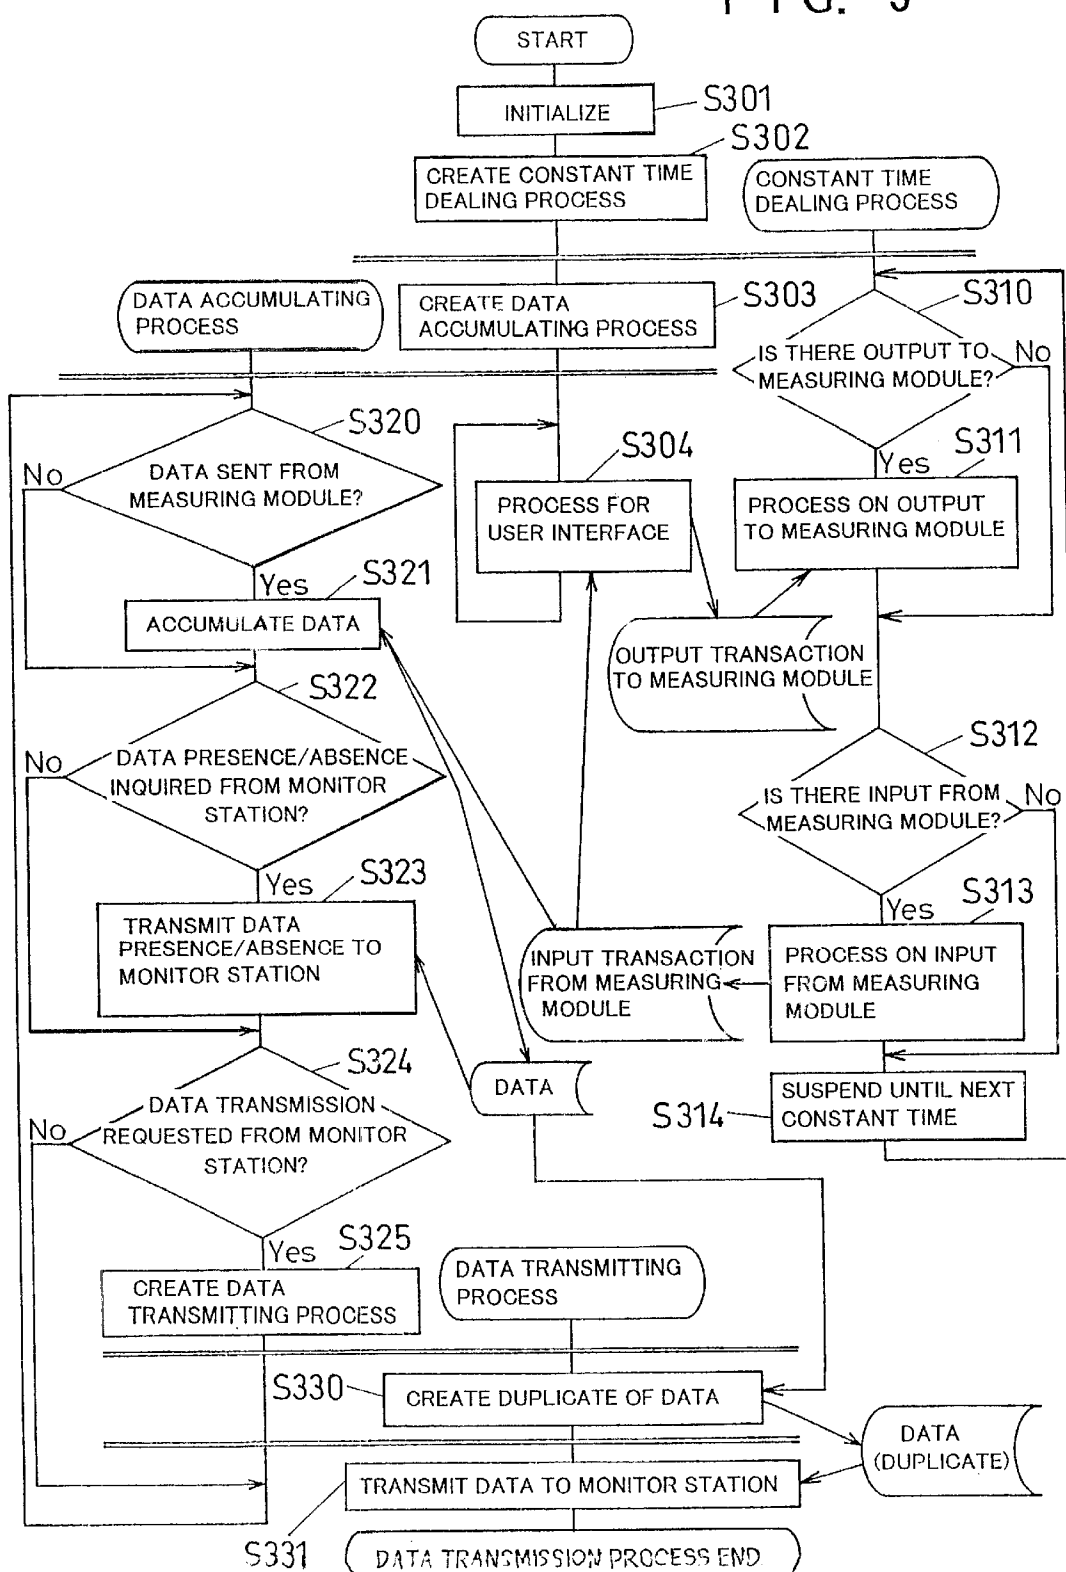 FIG.
START
INITIALIZE
S301
S302
CREATE CONSTANT TIME
DEALING PROCESS
CONSTANT TIME
DEALING PROCESS
DATA ACCUMULATING
PROCESS
CREATE DATA
ACCUMULATING PROCESS
S303
S310
IS THERE OUTPUT TO
MEASURING MODULE?
No
S320
No
DATA SENT FROM
MEASURING MODULE?
S304
S311
Yes
PROCESS FOR
USER INTERFACE
PROCESS ON OUTPUT
TO MEASURING MODULE
Yes
S321
ACCUMULATE DATA
OUTPUT TRANSACTION
TO MEASURING MODULE
S322
No
DATA PRESENCE/ABSENCE
INQUIRED FROM MONITOR
STATION?
S312
IS THERE INPUT FROM
MEASURING MODULE?
No
Yes
S323
TRANSMIT DATA
PRESENCE/ABSENCE TO
MONITOR STATION
Yes
S313
INPUT TRANSACTION
FROM MEASURING
MODULE
PROCESS ON INPUT
FROM MEASURING
MODULE
S324
DATA
No
DATA TRANSMISSION
REQUESTED FROM MONITOR
STATION?
S314
SUSPEND UNTIL NEXT
CONSTANT TIME
Yes
S325
CREATE DATA
TRANSMITTING PROCESS
DATA TRANSMITTING
PROCESS
S330
CREATE DUPLICATE OF DATA
DATA
(DUPLICATE)
TRANSMIT DATA TO MONITOR STATION
S331
DATA TRANSMISSION PROCESS END